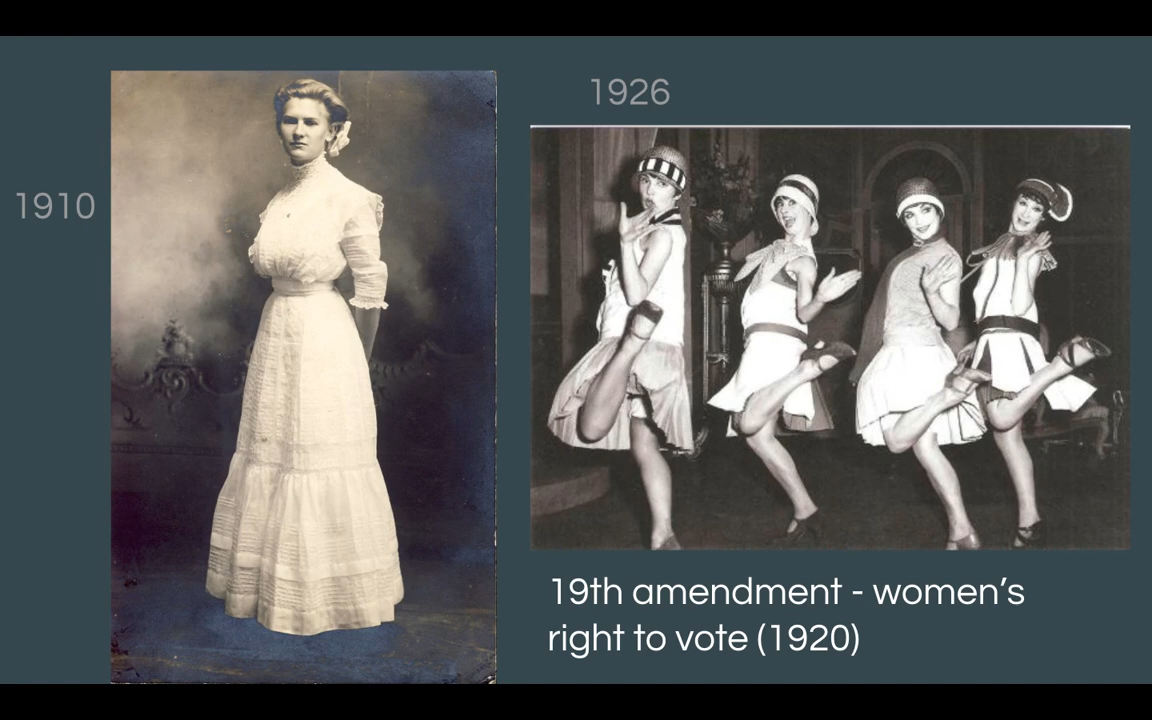 1910
1926
19th amendment - women’s
right to vote (1920)